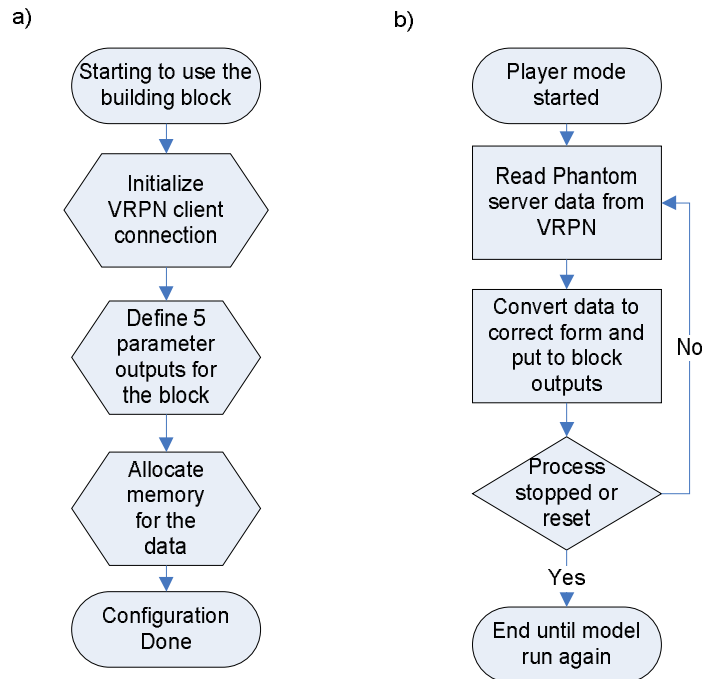 a)
Starting to use the
building block
Initialize
VRPN client
connection
Define 5
parameter
outputs for
the block
Allocate
memory
for the
data
Configuration
Done
b)
Player mode
started
Read Phantom
server data from
VRPN
Convert data to
correct form and
put to block
outputs
No
Process
stopped or
reset
Yes
End until model
run again